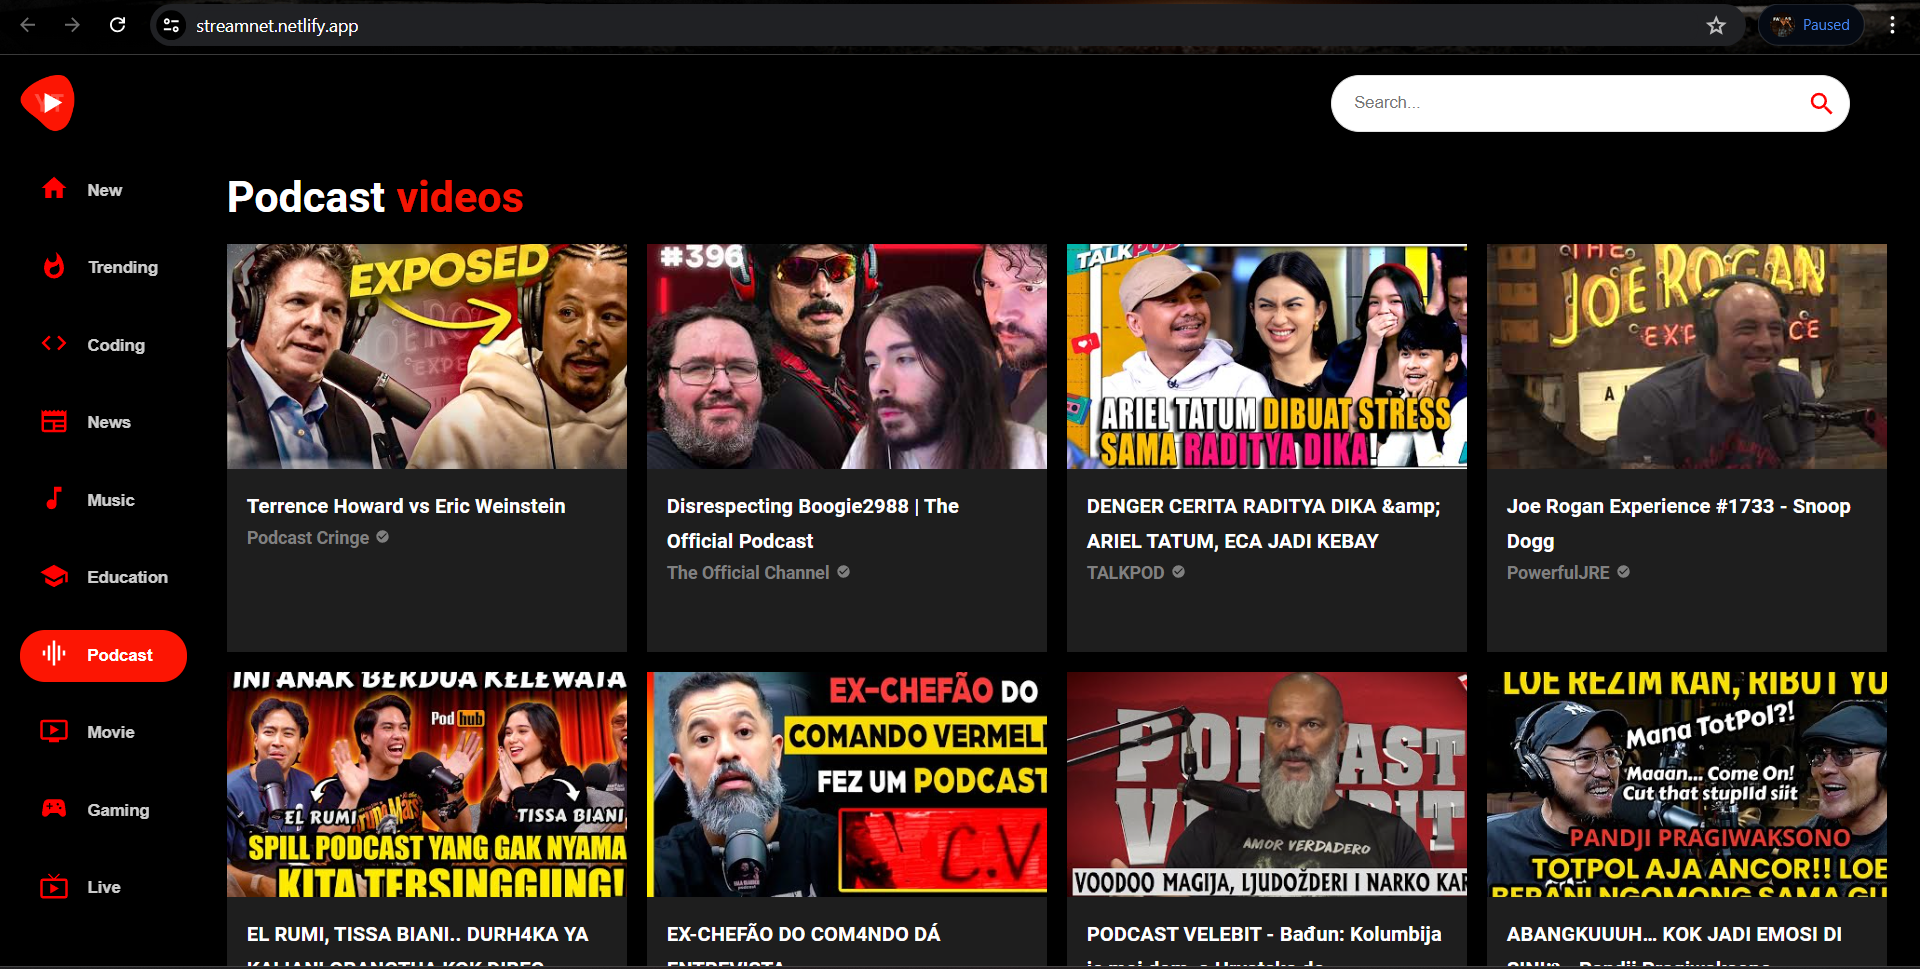 streamnet.netlify.app
Paused
Search...
New
Trending
Coding
News
Music
Education
Podcast
Movie
Gaming
Live
Podcast videos
EXPOSED
Terrence Howard vs Eric Weinstein
Podcast Cringe
#396
Disrespecting Boogie2988 | The
Official Podcast
The Official Channel
TALKPOD
ARIEL TATUM DIBUAT STRESS
SAMA RADITYA DIKA!
DENGER CERITA RADITYA DIKA &amp;
ARIEL TATUM, ECA JADI KEBAY
TALKPOD
THE
JOE ROGAN
Joe Rogan Experience #1733 - Snoop
Dogg
PowerfulJRE
INI ANAK BERDUA KELEWATA
Pod hub
EL RUMI
TISSA BIANI
SPILL PODCAST YANG GAK NYAMA
KITA TERSINGGUNG!
EL RUMI, TISSA BIANI.. DURH4KA YA
EX-CHEFÃO DO
COMANDO VERMEL
FEZ UM PODCAST
C.V
EX-CHEFÃO DO COM4NDO DÁ
ENTREVISTA
PODCAST
VELEBIT
AMOR VERDADERO
VOODOO MAGIJA, LJUDOŽDERI I NARKO KAR
PODCAST VELEBIT - Bađun: Kolumbija
LOE REZIM KAN, RIBUT YU
Mana TotPol?!
'Maaan... Come On!
Cut that stupid siit
PANDJI PRAGIWAKSONO
TOTPOL AJA ANCOR!! LOE
BERANI NGOMONG SAMA GU
ABANGKUUUH... KOK JADI EMOSI DI